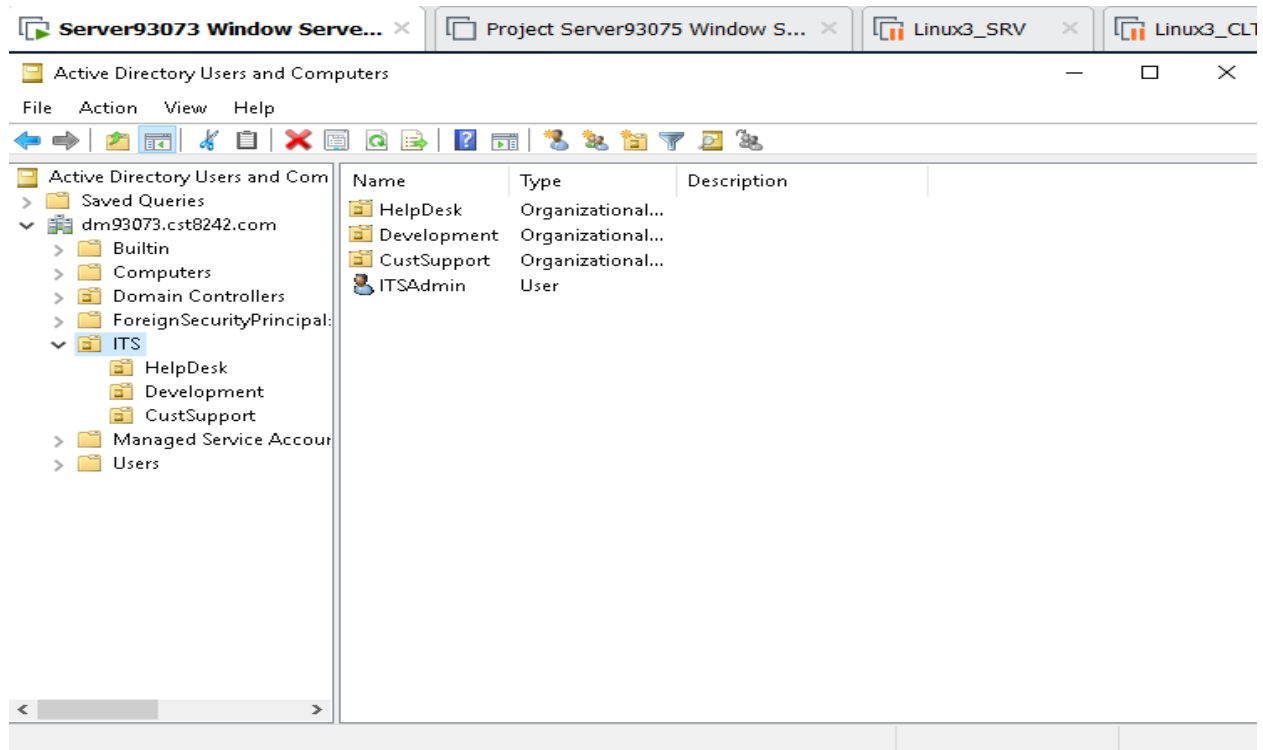 Server93073 Window Serve... Project Server93075 Window S... Linux3_SRV Linux3_CLT
Active Directory Users and Computers
File Action View Help
Active Directory Users and Com
Saved Queries
dm93073.cst8242.com
Builtin
Computers
Domain Controllers
ForeignSecurityPrincipal:
ITS
HelpDesk
Development
CustSupport
Managed Service Accour
Users
Name Type Description
HelpDesk Organizational...
Development Organizational...
CustSupport Organizational...
ITSAdmin User